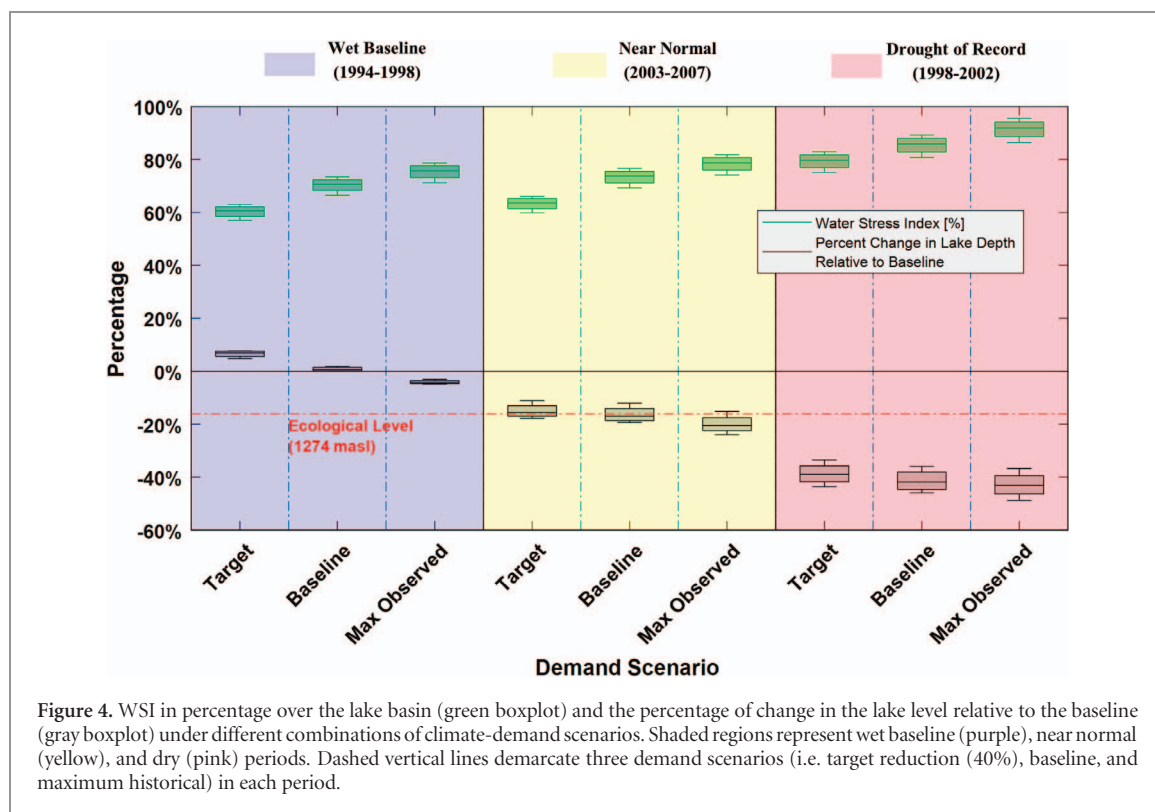 Wet Baseline
(1994-1998)
Near Normal
(2003-2007)
Drought of Record
(1998-2002)
100%
80%
60%
40%
20%
0%
-20%
-40%
-60%
Percentage
Water Stress Index [%]
Percent Change in Lake Depth
Relative to Baseline
Ecological Level
(1274 masl)
Target
Baseline
Max Observed
Target
Baseline
Max Observed
Target
Baseline
Max Observed
Demand Scenario
Figure 4. WSI in percentage over the lake basin (green boxplot) and the percentage of change in the lake level relative to the baseline
(gray boxplot) under different combinations of climate-demand scenarios. Shaded regions represent wet baseline (purple), near normal
(yellow), and dry (pink) periods. Dashed vertical lines demarcate three demand scenarios (i.e. target reduction (40%), baseline, and
maximum historical) in each period.